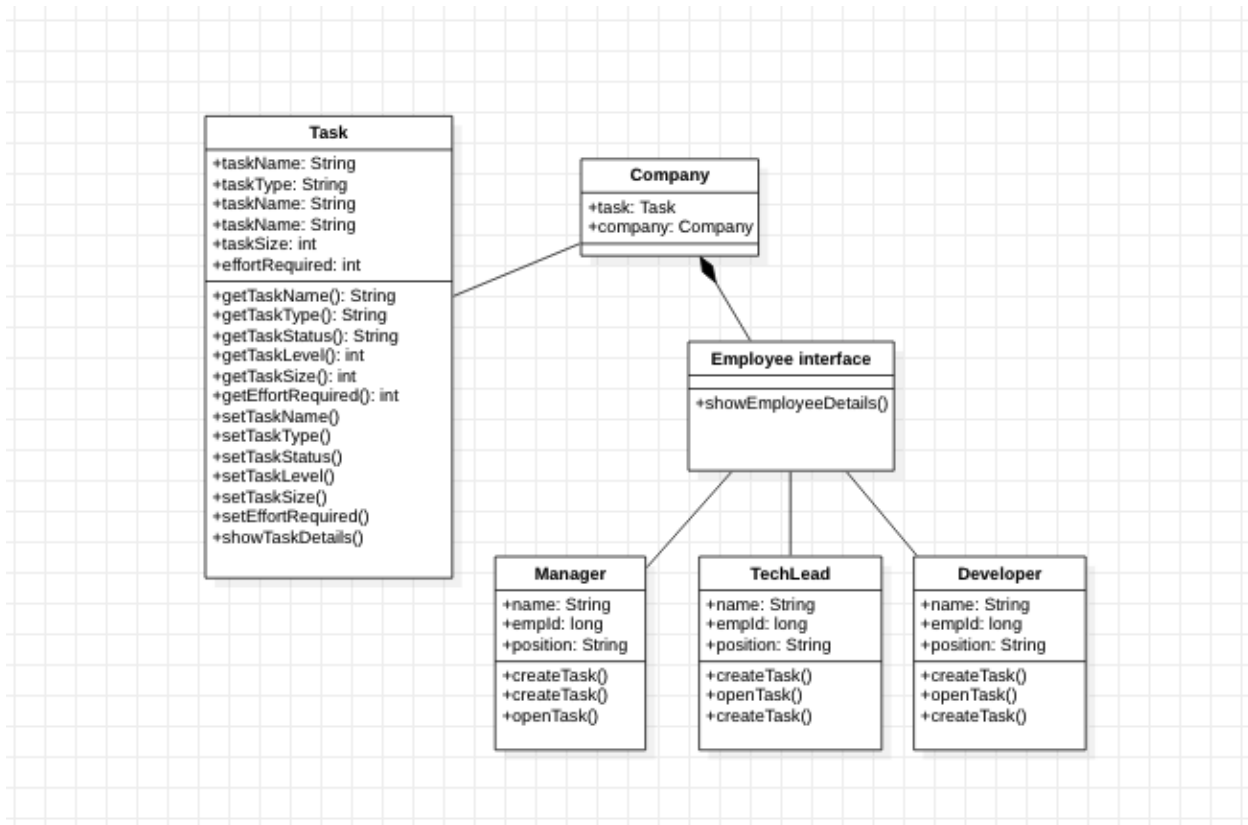 Task
+taskName: String
+taskType: String
+taskName: String
+taskName: String
+taskSize: int
+effortRequired: int
+getTaskName(): String
+getTaskType(): String
+getTaskStatus(): String
+getTaskLevel(): int
+getTaskSize(): int
+getEffortRequired(): int
+setTaskName()
+setTaskType()
+setTaskStatus()
+setTaskLevel()
+setTaskSize()
+setEffortRequired()
+showTaskDetails()
Company
+task: Task
+company: Company
Employee interface
+showEmployeeDetails()
Manager
+name: String
+empId: long
+position: String
+createTask()
+createTask()
+openTask()
TechLead
+name: String
+empId: long
+position: String
+createTask()
+openTask()
+createTask()
Developer
+name: String
+empId: long
+position: String
+createTask()
+openTask()
+createTask()